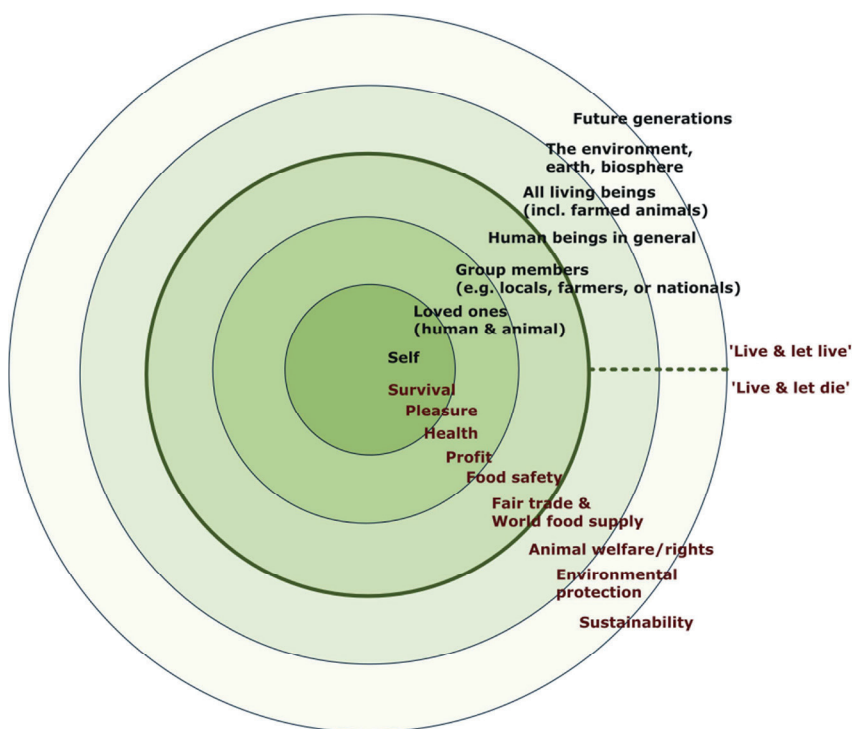 Future generations
The environment,
earth, biosphere
All living beings
(incl. farmed animals)
Human beings in general
Group members
(e.g. locals, farmers, or nationals)
Loved ones
(human & animal)
Self
'Live & let live'
'Live & let die'
Survival
Pleasure
Health
Profit
Food safety
Fair trade &
World food supply
Animal welfare/rights
Environmental
protection
Sustainability